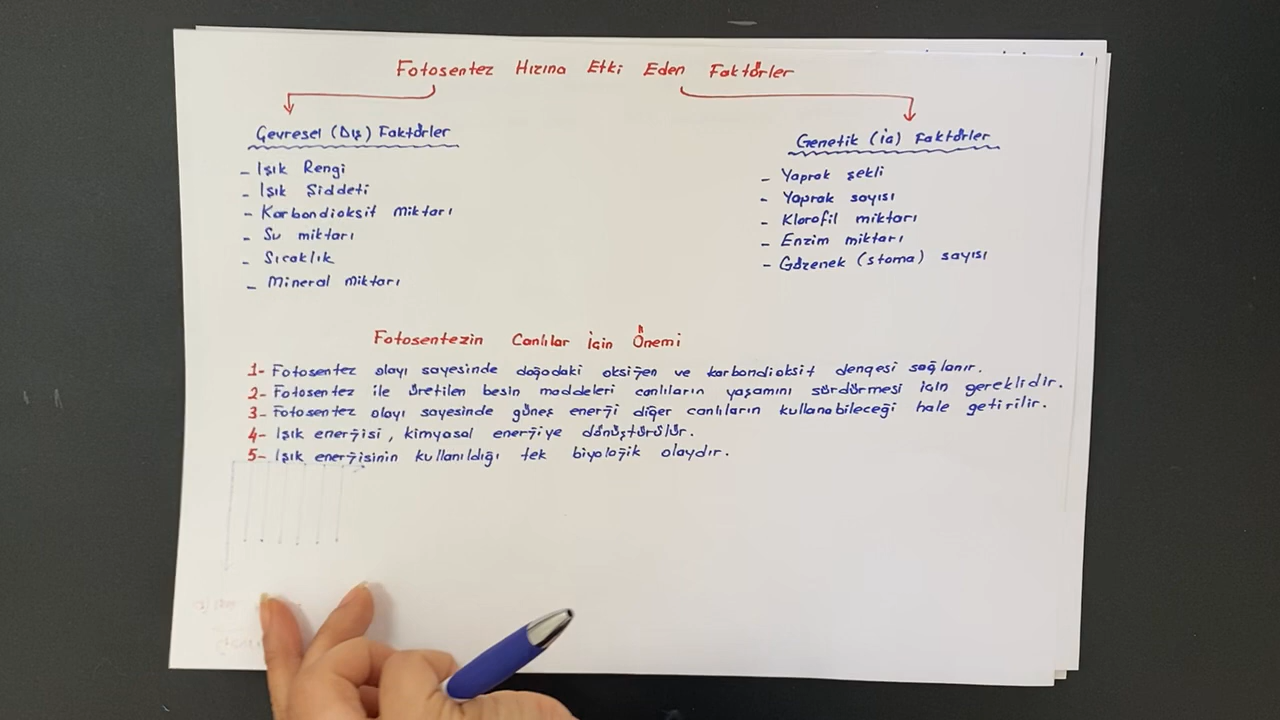 Fotosentez Hızına Etki Eden Faktörler
Çevresel (Dış) Faktörler
- Işık Rengi
- Işık Şiddeti
- Karbondioksit miktarı
- Su miktarı
- Sıcaklık
- Mineral miktarı
Genetik (İç) Faktörler
- Yaprak şekli
- Yaprak sayısı
- Klorofil miktarı
- Enzim miktarı
- Gözenek (stoma) sayısı
Fotosentezin Canlılar İçin Önemi
1- Fotosentez olayı sayesinde doğadaki oksijen ve karbondioksit dengesi sağlanır.
2- Fotosentez ile üretilen besin maddeleri canlıların yaşamını sürdürmesi için gereklidir.
3- Fotosentez olayı sayesinde güneş enerji diğer canlıların kullanabileceği hale getirilir.
4- Işık enerjisi, kimyasal enerjiye dönüştürülür.
5- Işık enerjisinin kullanıldığı tek biyolojik olaydır.